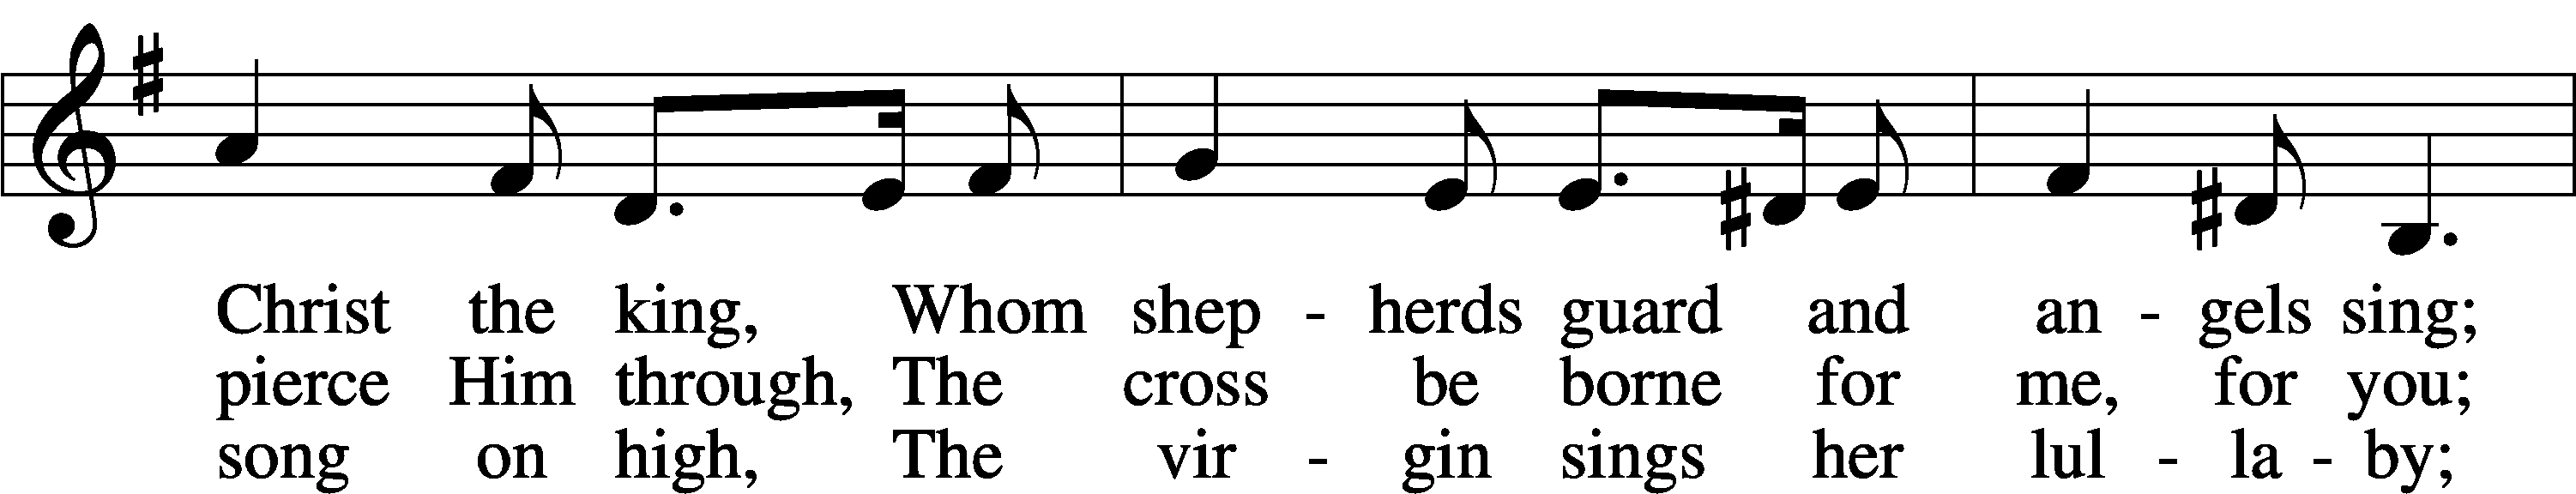 Christ the king, Whom shep - herds guard and an - gels sing;
pierce Him through, The cross be borne for me, for you;
song on high, The vir - gin sings her lul - la - by;